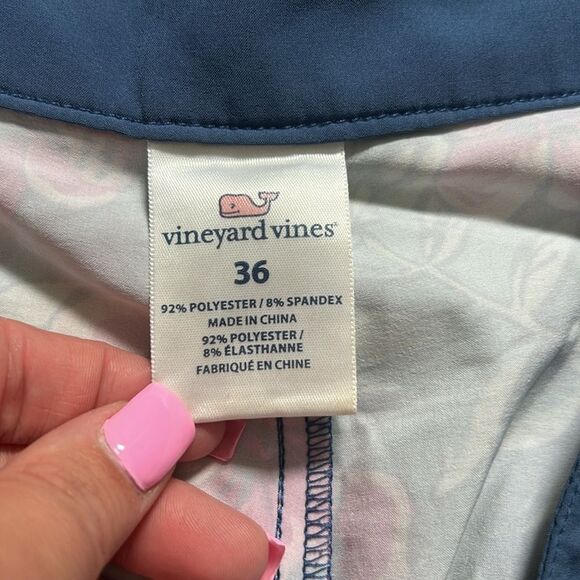 vineyard vines
36
92% POLYESTER / 8% SPANDEX
MADE IN CHINA
92% POLYESTER /
8% ÉLASTHANNE
FABRIQUÉ EN CHINE